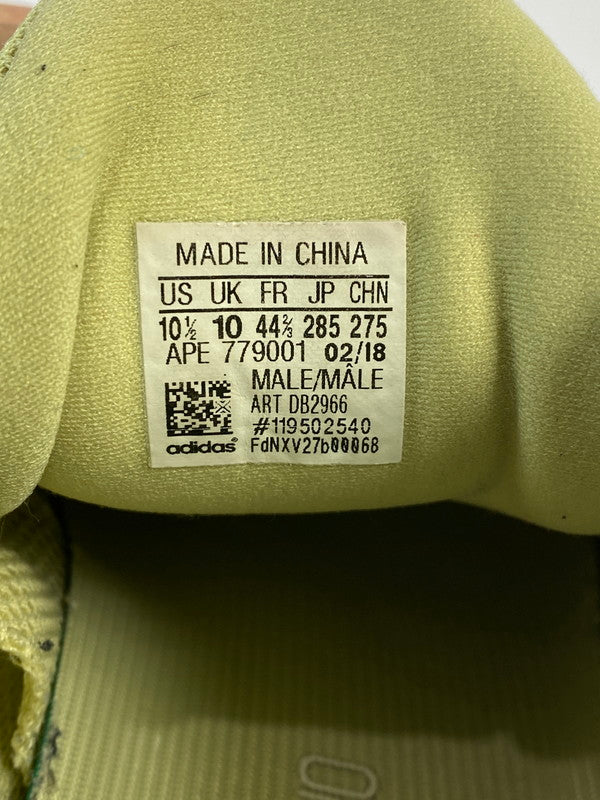 MADE IN CHINA
US UK FR JP CHN
10½ 10 44⅔ 285 275
APE 779001 02/18
MALE/MÂLE
ART DB2966
#119502540
adidas® FdNXV27b00068